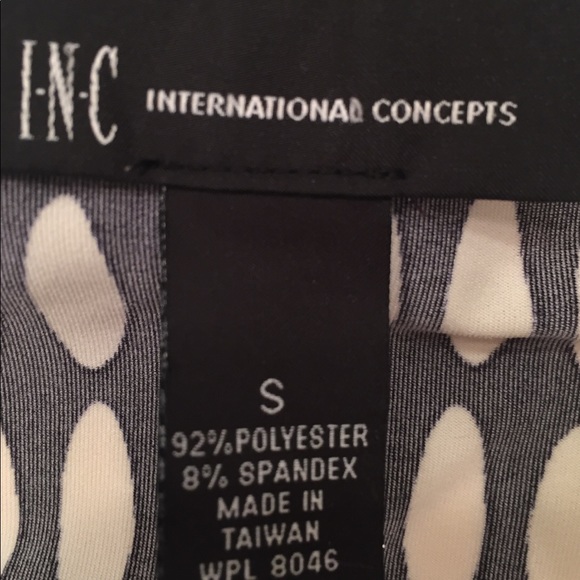 I·N·C INTERNATIONAL CONCEPTS
S
92% POLYESTER
8% SPANDEX
MADE IN
TAIWAN
WPL 8046